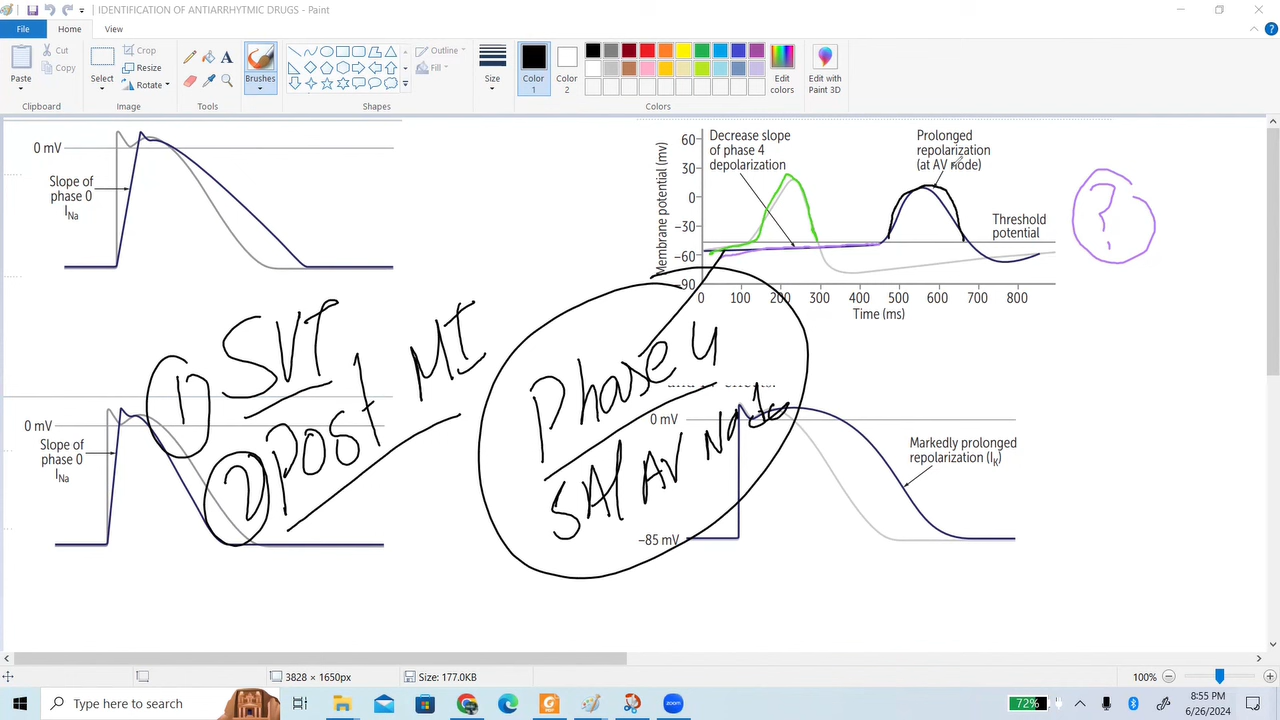 IDENTIFICATION OF ANTIARRHYTMIC DRUGS - Paint
File
Home
View
Paste
Cut
Copy
Clipboard
Select
Crop
Resize
Rotate
Image
Tools
Brushes
Shapes
Outline
Fill
Size
Color
1
Color
2
Colors
Edit
colors
Edit with
Paint 3D
0 mV
Slope of
phase 0
INa
Membrane potential (mv)
60
30
0
−30
−60
−90
Decrease slope
of phase 4
depolarization
Prolonged
repolarization
(at AV node)
Threshold
potential
0 100 200 300 400 500 600 700 800
Time (ms)
?
1) SVT
2) post MI
Phase 4
SA/ AV Node
0 mV
Slope of
phase 0
INa
0 mV
Markedly prolonged
repolarization (IK)
−85 mV
3828 × 1650px
Size: 177.0KB
100%
Type here to search
zoom
72%
8:55 PM
6/26/2024